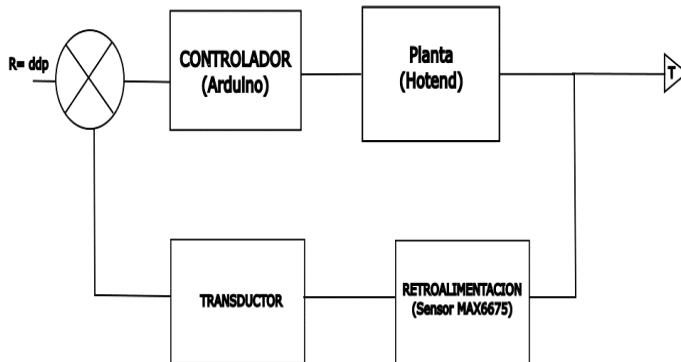 R= ddp
CONTROLADOR
(Arduino)
Planta
(Hotend)
T
TRANSDUCTOR
RETROALIMENTACION
(Sensor MAX6675)